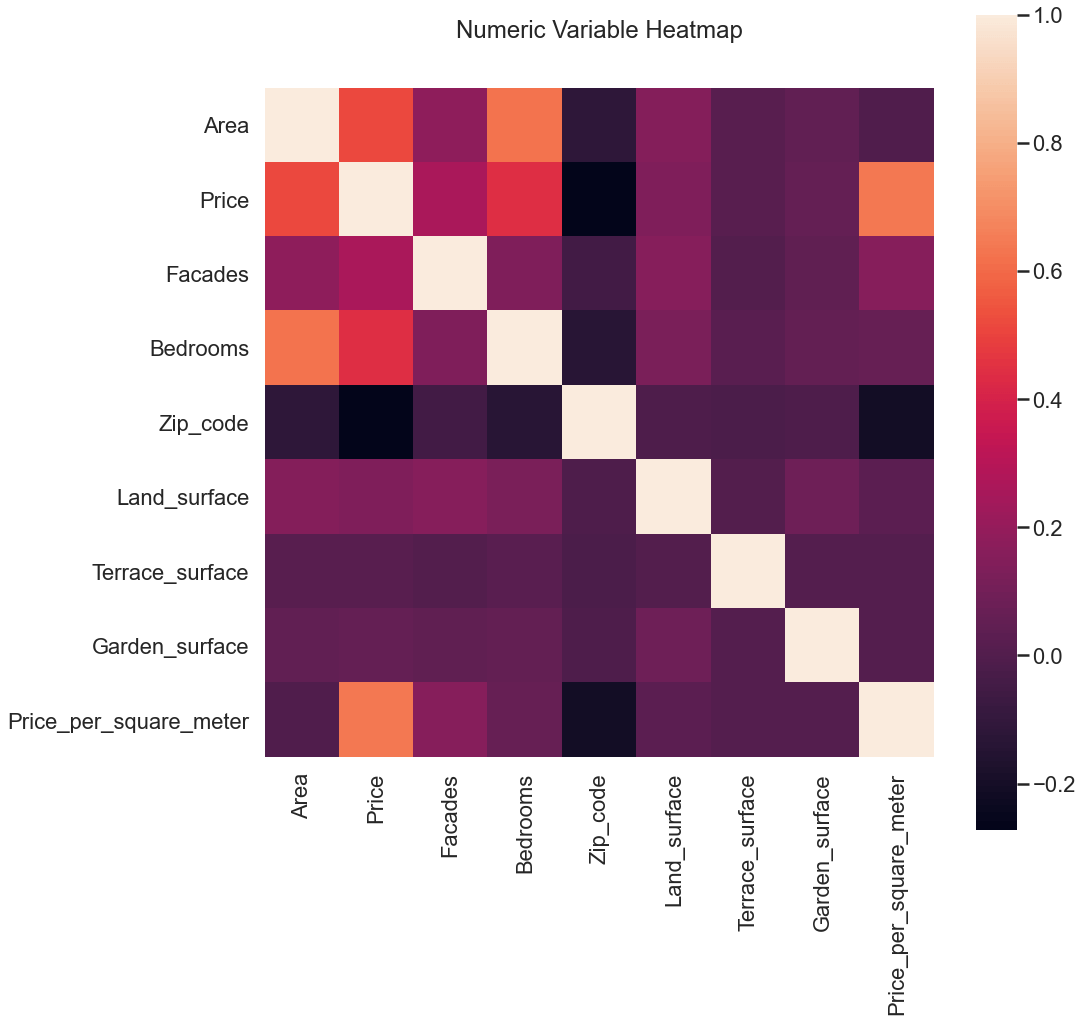 Numeric Variable Heatmap
Area
Price
Facades
Bedrooms
Zip_code
Land_surface
Terrace_surface
Garden_surface
Price_per_square_meter
Area
Price
Facades
Bedrooms
Zip_code
Land_surface
Terrace_surface
Garden_surface
Price_per_square_meter
1.0
0.8
0.6
0.4
0.2
0.0
−0.2